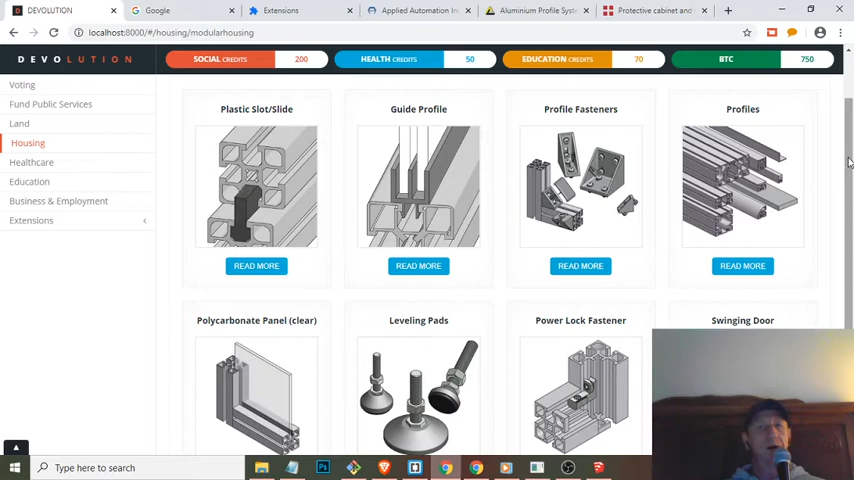 DEVOLUTION
Google
Extensions
Applied Automation In
Aluminium Profile Syst
Protective cabinet and
localhost:8000/#/housing/modularhousing
DEVOLUTION
SOCIAL CREDITS 200
HEALTH CREDITS 50
EDUCATION CREDITS 70
BTC 750
Voting
Fund Public Services
Land
Housing
Healthcare
Education
Business & Employment
Extensions
Plastic Slot/Slide
Guide Profile
Profile Fasteners
Profiles
READ MORE
READ MORE
READ MORE
READ MORE
Polycarbonate Panel (clear)
Leveling Pads
Power Lock Fastener
Swinging Door
Type here to search